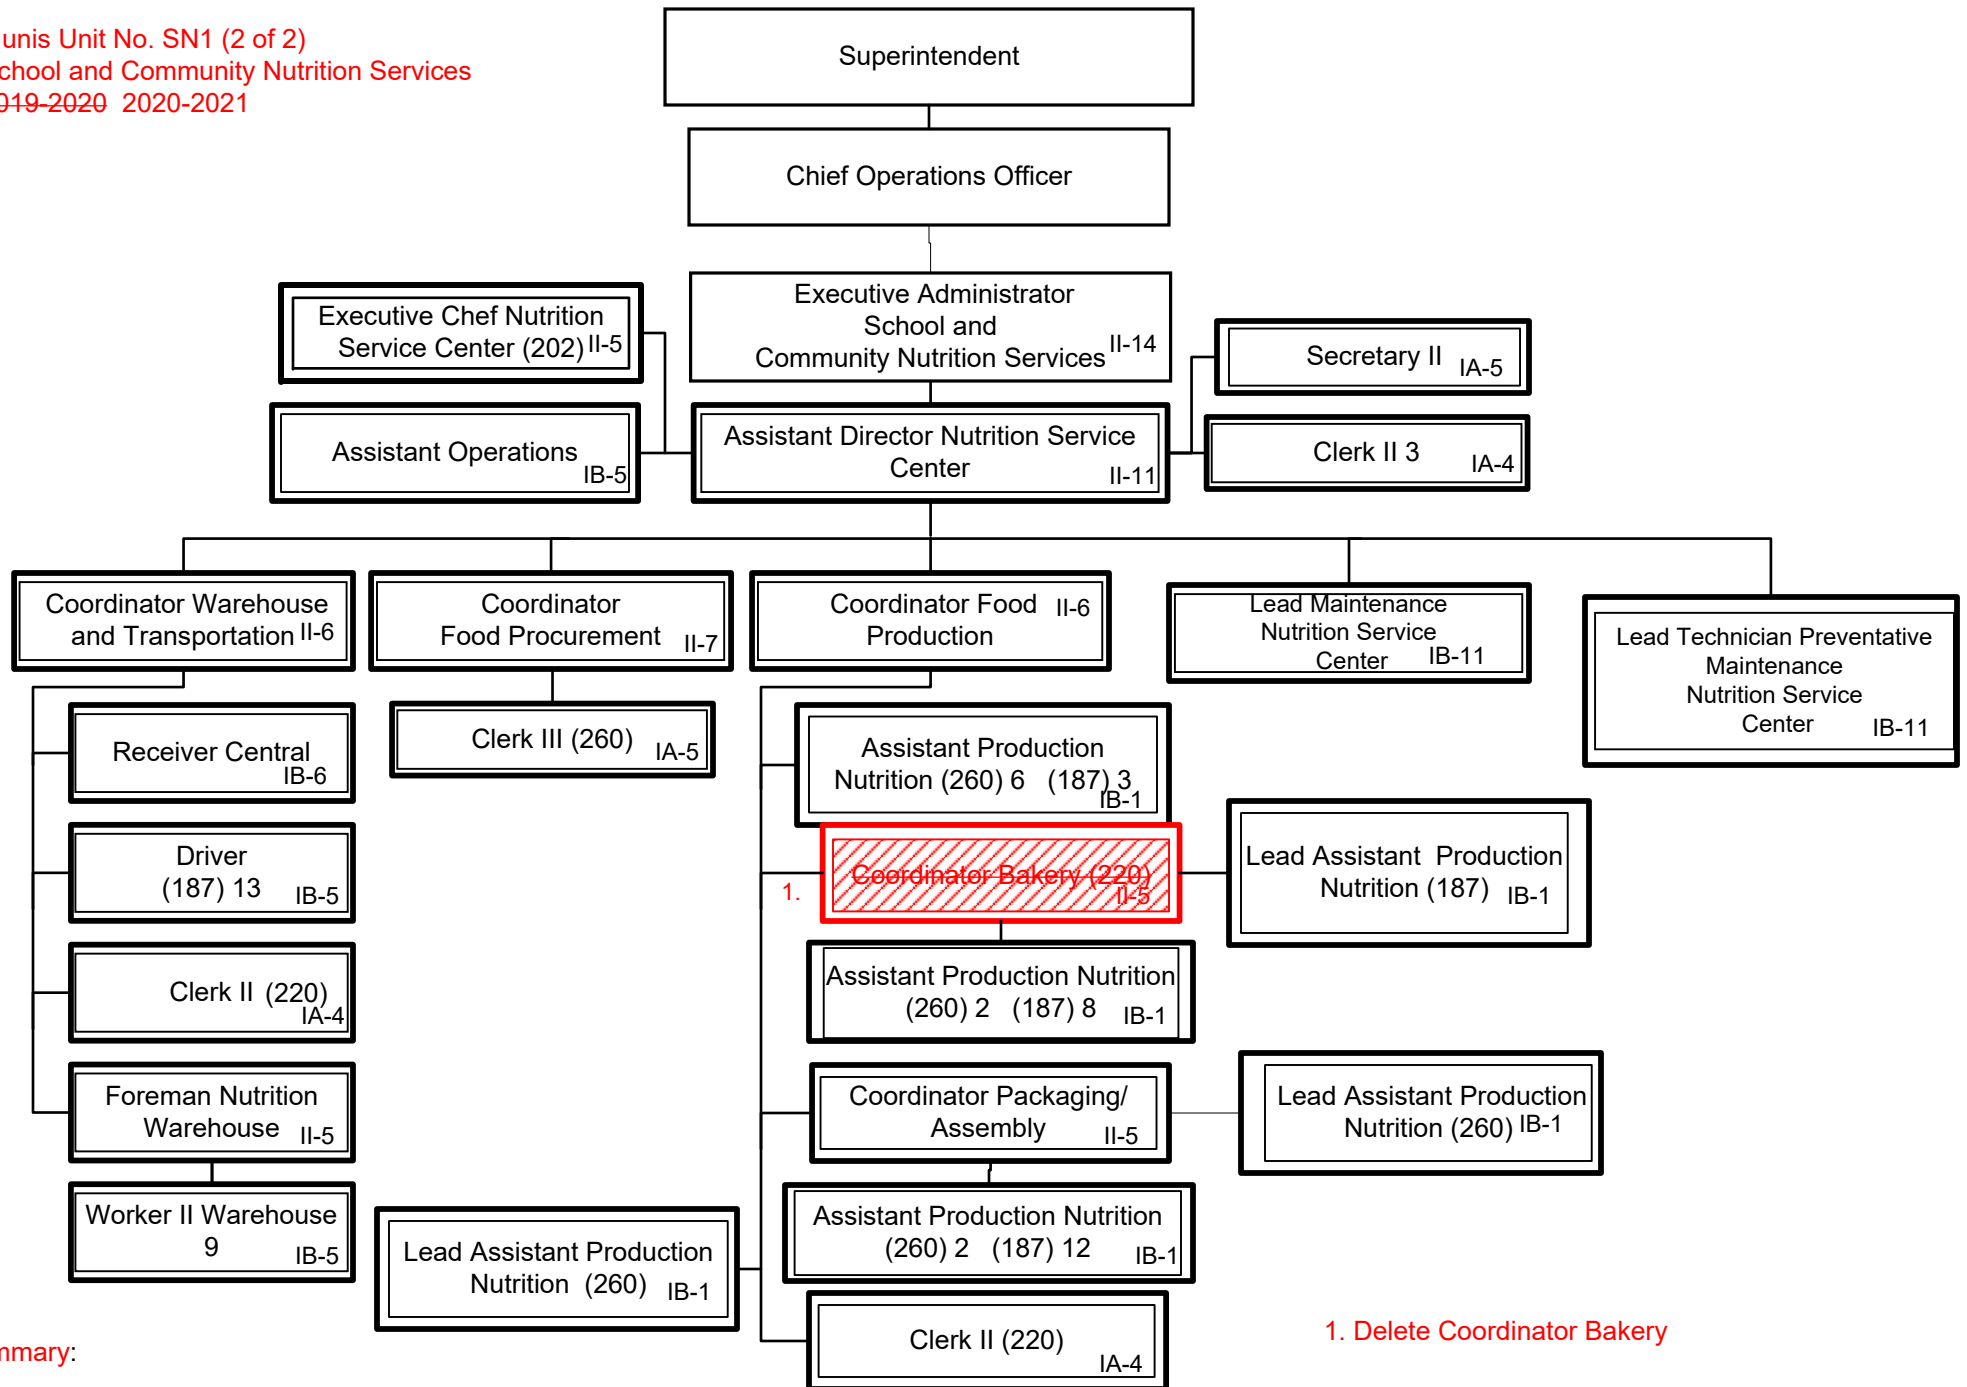 unis Unit No. SN1 (2 of 2)
chool and Community Nutrition Services
019-2020 2020-2021
Superintendent
Chief Operations Officer
Executive Administrator
School and
Community Nutrition Services II-14
Executive Chef Nutrition
Service Center (202) II-5
Secretary II IA-5
Assistant Operations
IB-5
Assistant Director Nutrition Service
Center II-11
Clerk II 3 IA-4
Coordinator Warehouse
and Transportation II-6
Coordinator
Food Procurement II-7
Coordinator Food II-6
Production
Lead Maintenance
Nutrition Service
Center IB-11
Lead Technician Preventative
Maintenance
Nutrition Service
Center IB-11
Receiver Central
IB-6
Clerk III (260) IA-5
Assistant Production
Nutrition (260) 6 (187) 3
IB-1
Driver
(187) 13 IB-5
1.
Coordinator Bakery (220)
II-5
Lead Assistant Production
Nutrition (187) IB-1
Clerk II (220)
IA-4
Assistant Production Nutrition
(260) 2 (187) 8 IB-1
Foreman Nutrition
Warehouse II-5
Coordinator Packaging/
Assembly II-5
Lead Assistant Production
Nutrition (260) IB-1
Worker II Warehouse
9 IB-5
Lead Assistant Production
Nutrition (260) IB-1
Assistant Production Nutrition
(260) 2 (187) 12 IB-1
Clerk II (220)
IA-4
1. Delete Coordinator Bakery
mmary: